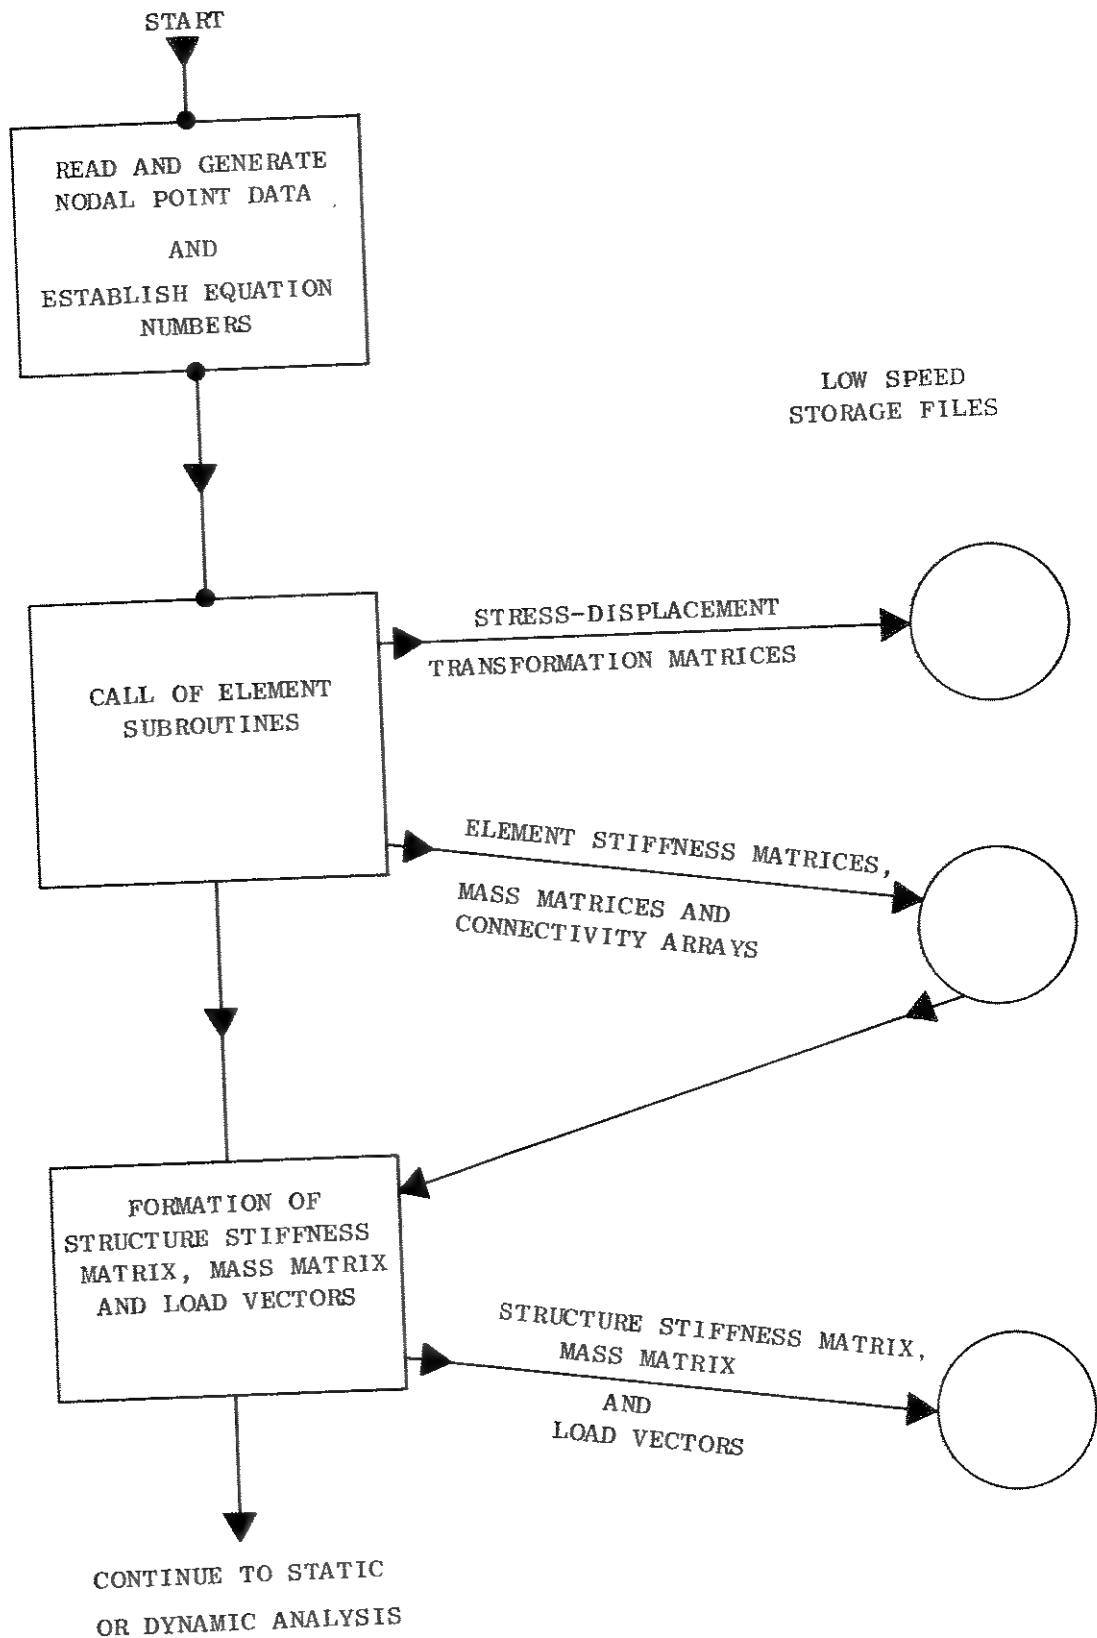 START
READ AND GENERATE
NODAL POINT DATA
AND
ESTABLISH EQUATION
NUMBERS
LOW SPEED
STORAGE FILES
STRESS-DISPLACEMENT
TRANSFORMATION MATRICES
CALL OF ELEMENT
SUBROUTINES
ELEMENT STIFFNESS MATRICES,
MASS MATRICES AND
CONNECTIVITY ARRAYS
FORMATION OF
STRUCTURE STIFFNESS
MATRIX, MASS MATRIX
AND LOAD VECTORS
STRUCTURE STIFFNESS MATRIX,
MASS MATRIX
AND
LOAD VECTORS
CONTINUE TO STATIC
OR DYNAMIC ANALYSIS